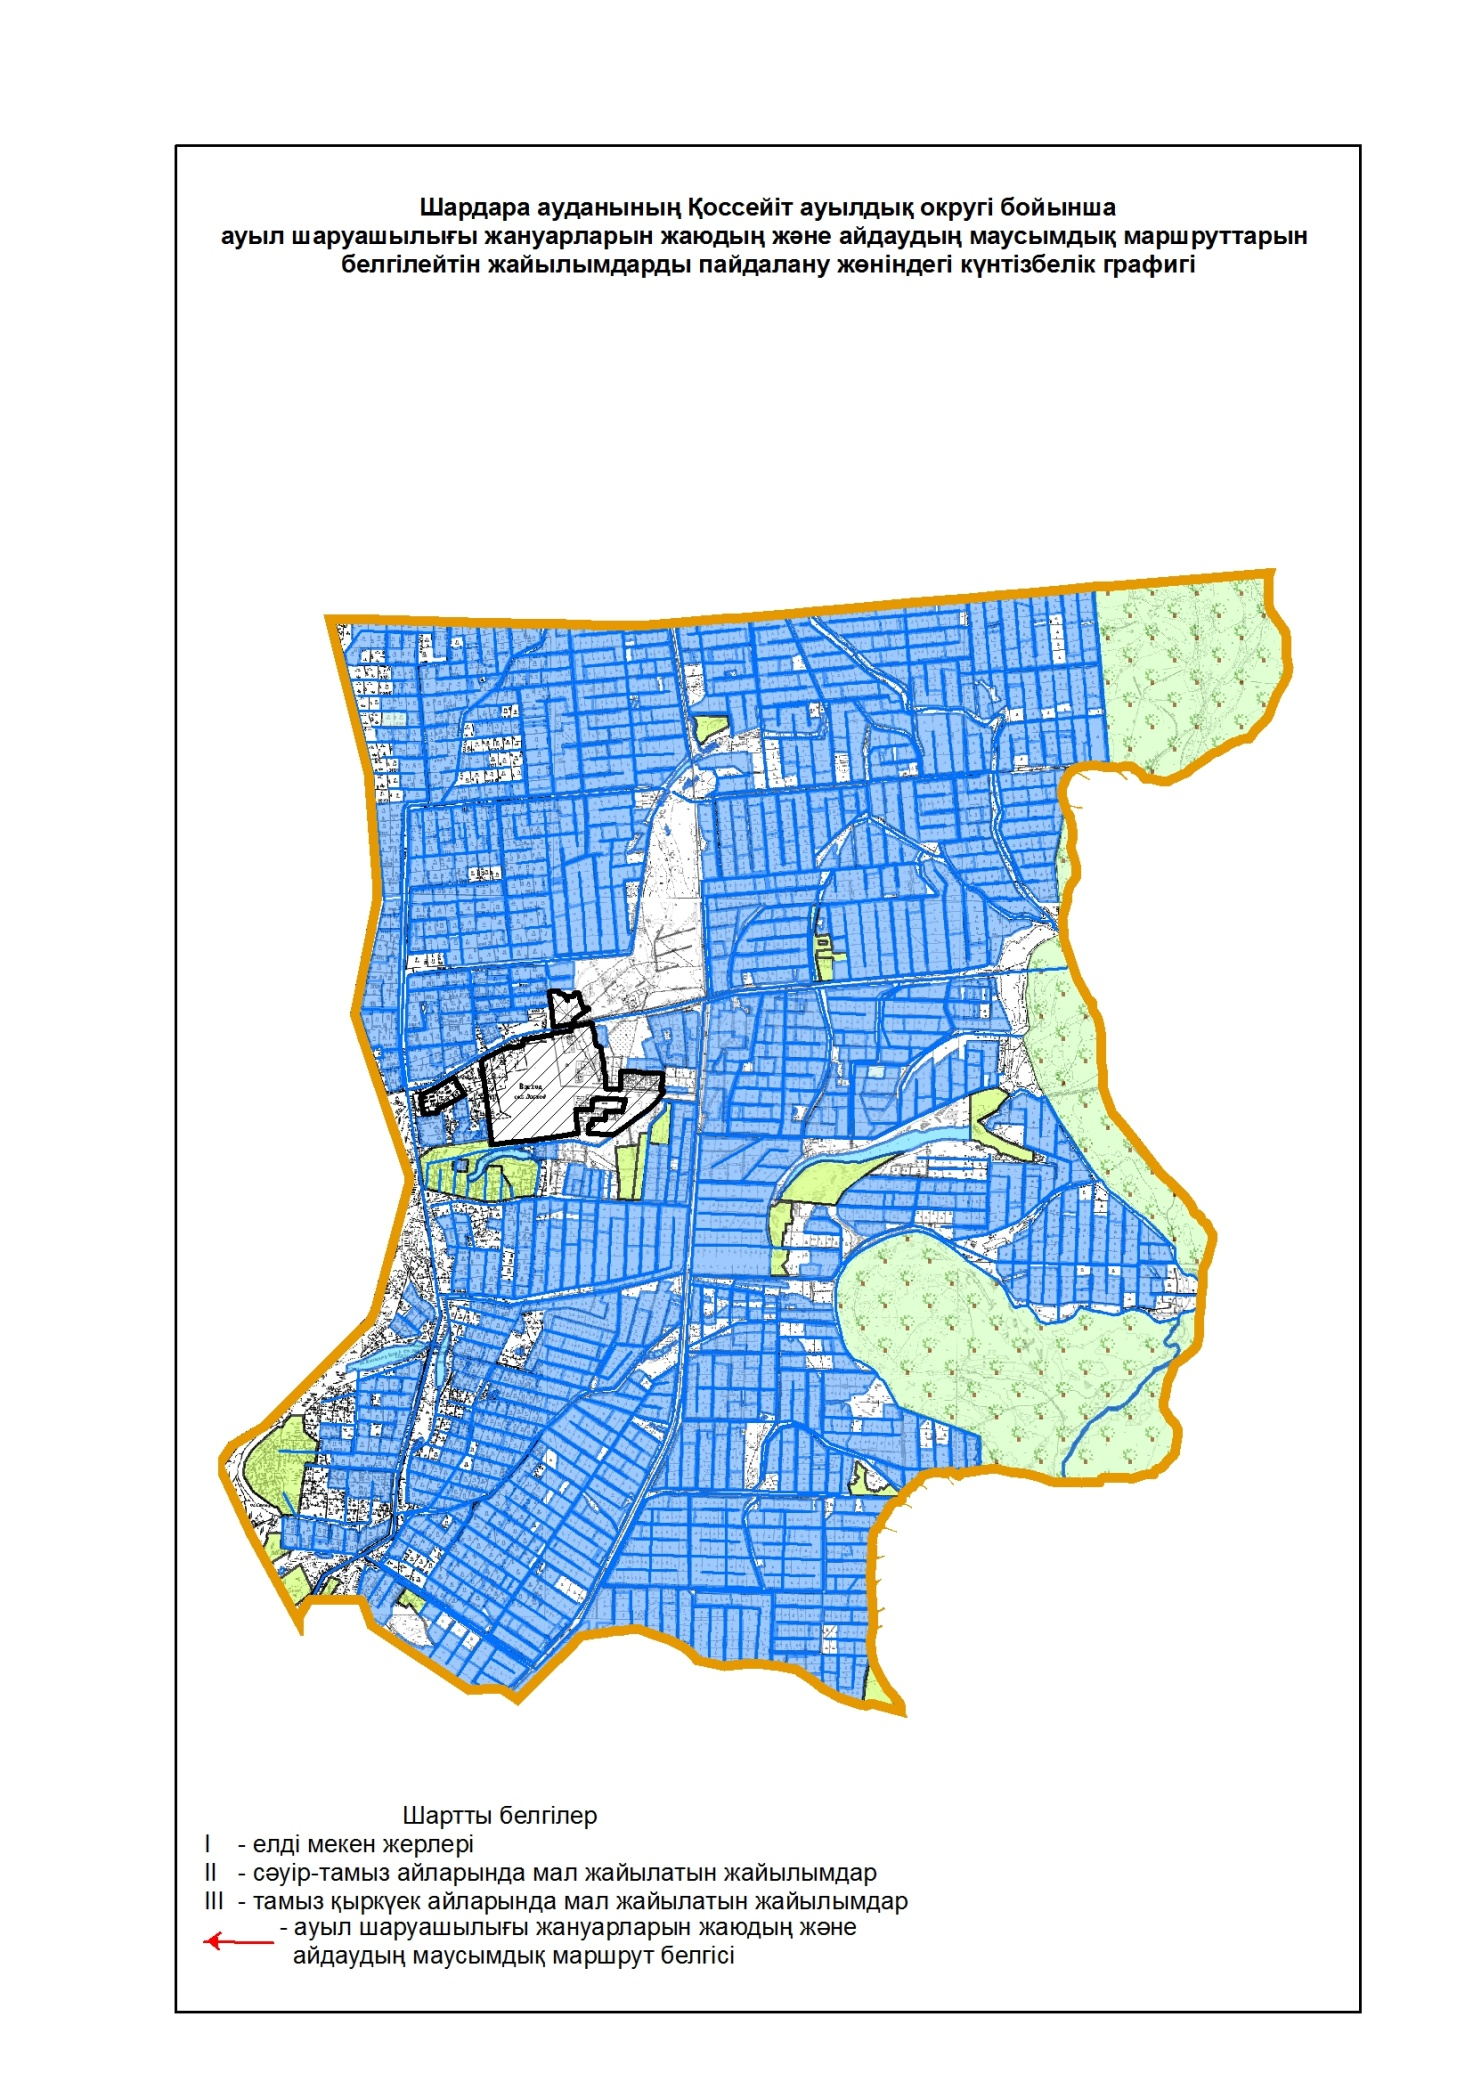 Шардара ауданының Қоссейіт ауылдық округі бойынша
ауыл шаруашылығы жануарларын жаюдың және айдаудың маусымдық маршруттарын
белгілейтін жайылымдарды пайдалану жөніндегі күнтізбелік графигі
Шартты белгілер
I - елді мекен жерлері
II - сәуір-тамыз айларында мал жайылатын жайылымдар
III - тамыз қыркүек айларында мал жайылатын жайылымдар
- ауыл шаруашылығы жануарларын жаюдың және
айдаудың маусымдық маршрут белгісі